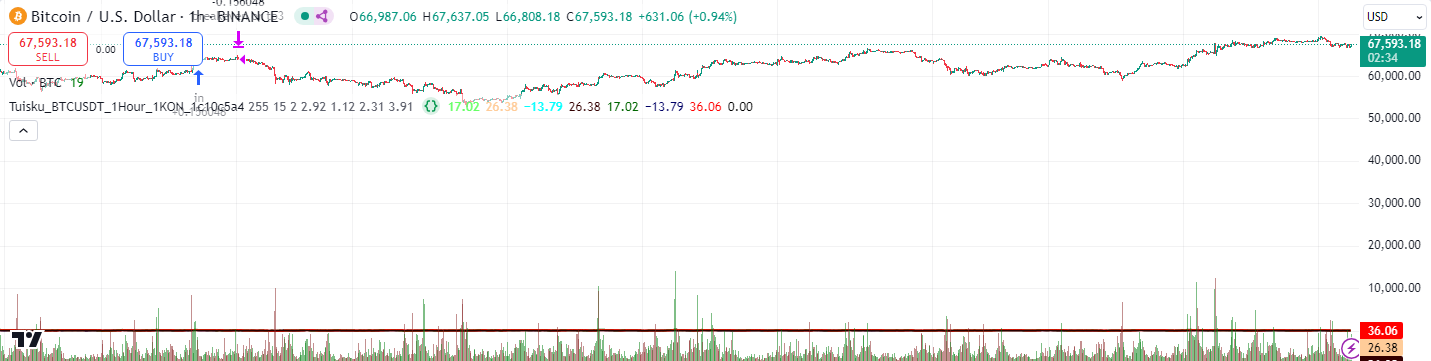 -0.156048
Bitcoin / U.S. Dollar · 1h · BINANCE
O66,987.06 H67,637.05 L66,808.18 C67,593.18 +631.06 (+0.94%)
USD
67,593.18
SELL
0.00
67,593.18
BUY
67,593.18
02:34
Vol · BTC 19
60,000.00
in
Tuisku_BTCUSDT_1Hour_1KON_1c10c5a4 255 15 2 2.92 1.12 2.31 3.91 {} 17.02 26.38 −13.79 26.38 17.02 −13.79 36.06 0.00
+0.156048
50,000.00
40,000.00
30,000.00
20,000.00
10,000.00
36.06
26.38